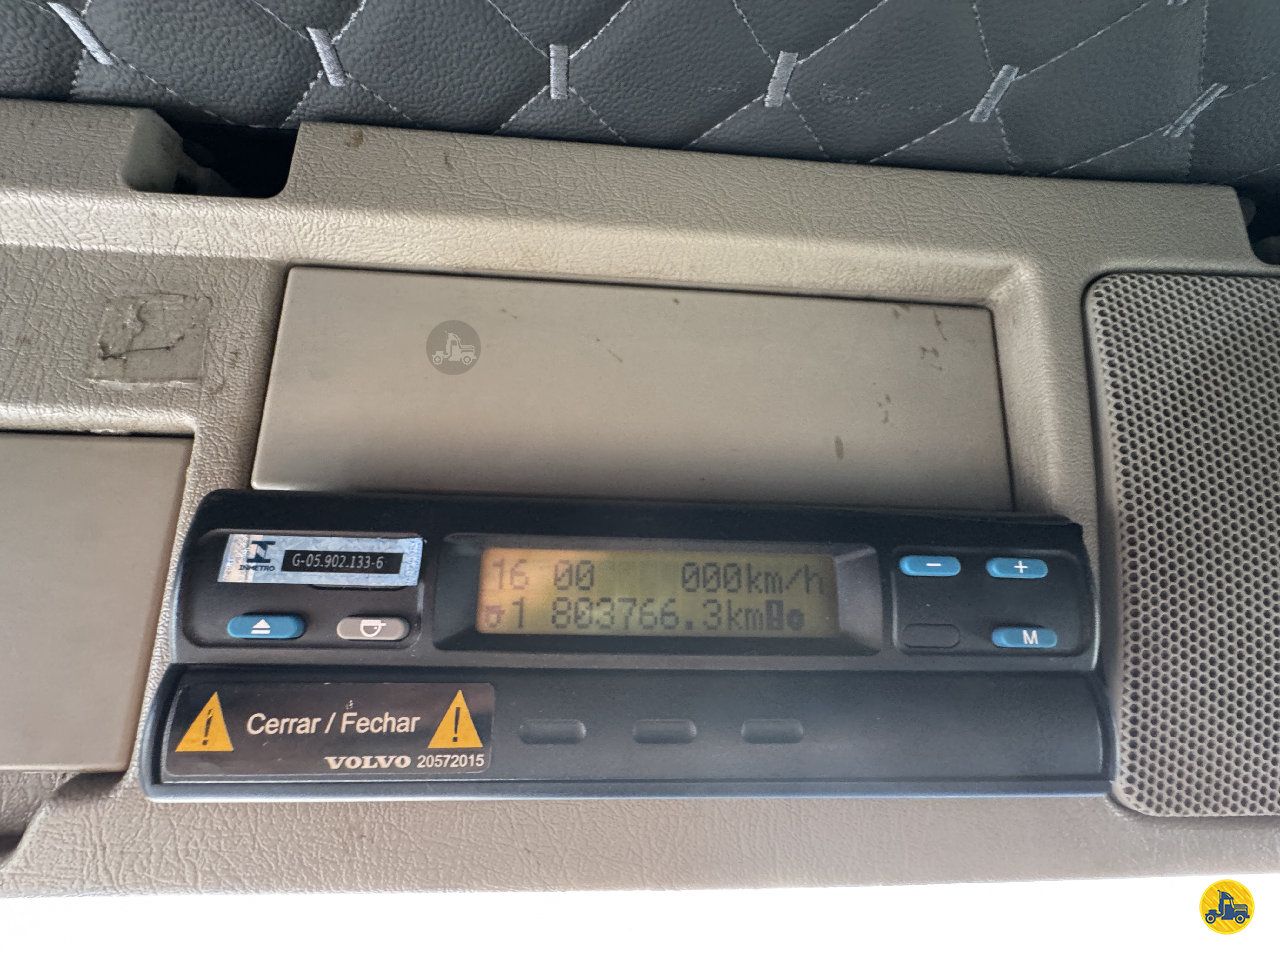 INMETRO
G-05.902.133-6
16 00 000km/h
1 803766.3km
- +
M
Cerrar / Fechar
VOLVO 20572015